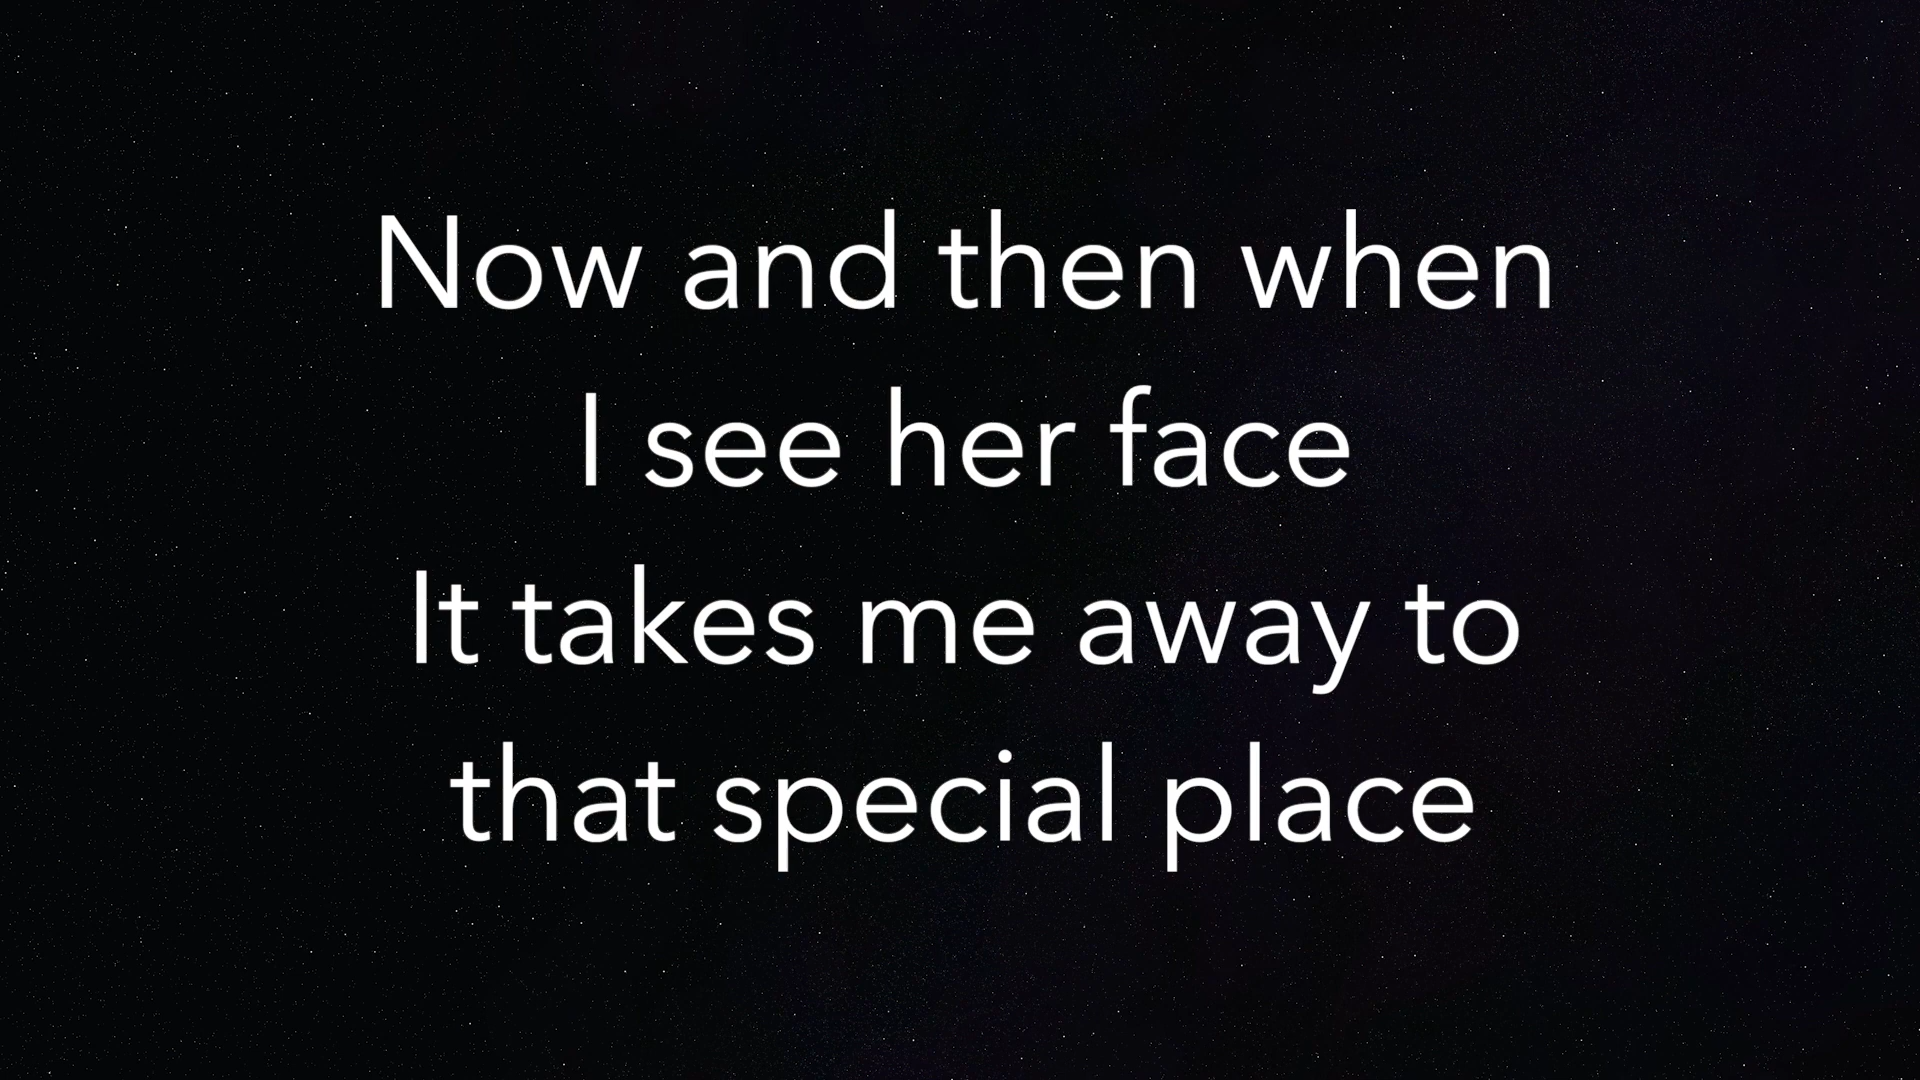 Now and then when
I see her face
It takes me away to
that special place